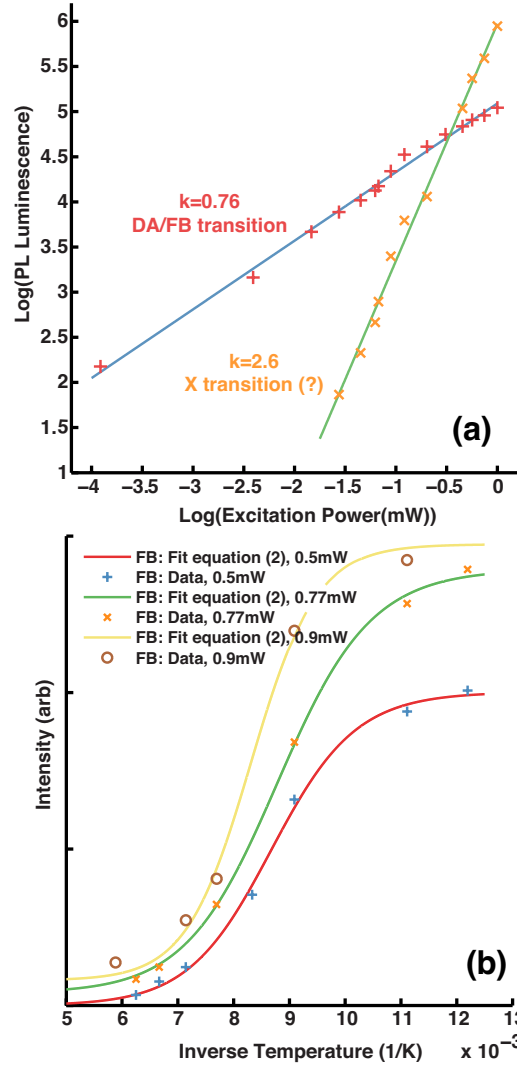 6
5.5
5
4.5
4
3.5
3
2.5
2
1.5
1
Log(PL Luminescence)
k=0.76
DA/FB transition
k=2.6
X transition (?)
(a)
−4 −3.5 −3 −2.5 −2 −1.5 −1 −0.5 0
Log(Excitation Power(mW))
FB: Fit equation (2), 0.5mW
FB: Data, 0.5mW
FB: Fit equation (2), 0.77mW
FB: Data, 0.77mW
FB: Fit equation (2), 0.9mW
FB: Data, 0.9mW
Intensity (arb)
(b)
5 6 7 8 9 10 11 12
Inverse Temperature (1/K) x 10